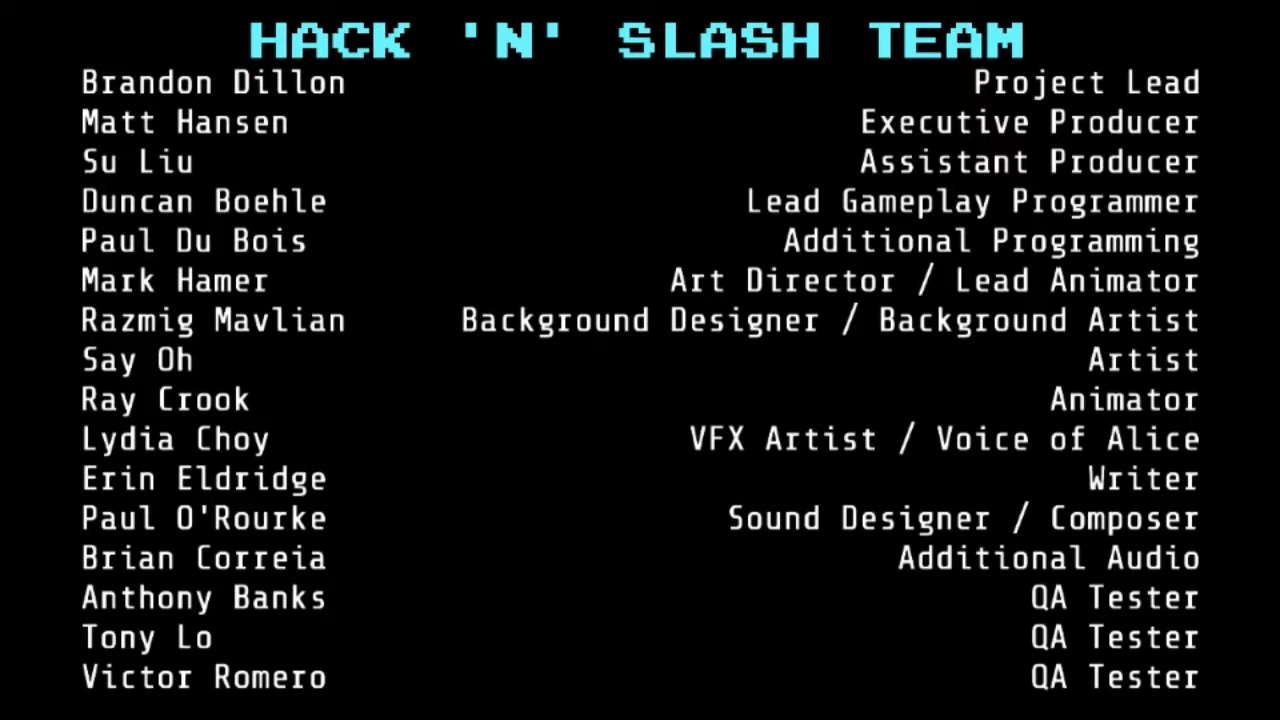 HACK 'N' SLASH TEAM
Brandon Dillon Project Lead
Matt Hansen Executive Producer
Su Liu Assistant Producer
Duncan Boehle Lead Gameplay Programmer
Paul Du Bois Additional Programming
Mark Hamer Art Director / Lead Animator
Razmig Mavlian Background Designer / Background Artist
Say Oh Artist
Ray Crook Animator
Lydia Choy VFX Artist / Voice of Alice
Erin Eldridge Writer
Paul O'Rourke Sound Designer / Composer
Brian Correia Additional Audio
Anthony Banks QA Tester
Tony Lo QA Tester
Victor Romero QA Tester